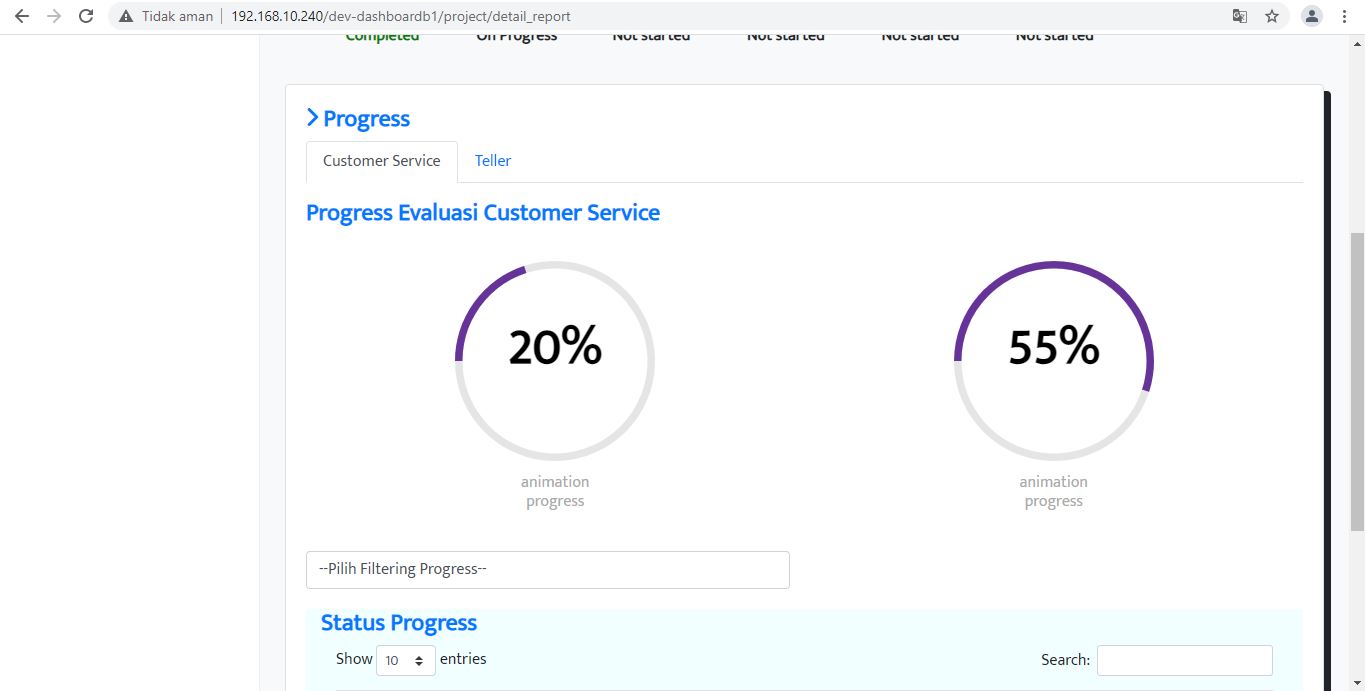 Tidak aman 192.168.10.240/dev-dashboardb1/project/detail_report
Completed On Progress Not started Not started Not started Not started
Progress
Customer Service Teller
Progress Evaluasi Customer Service
20% 55%
animation progress
animation progress
--Pilih Filtering Progress--
Status Progress
Show 10 entries Search: